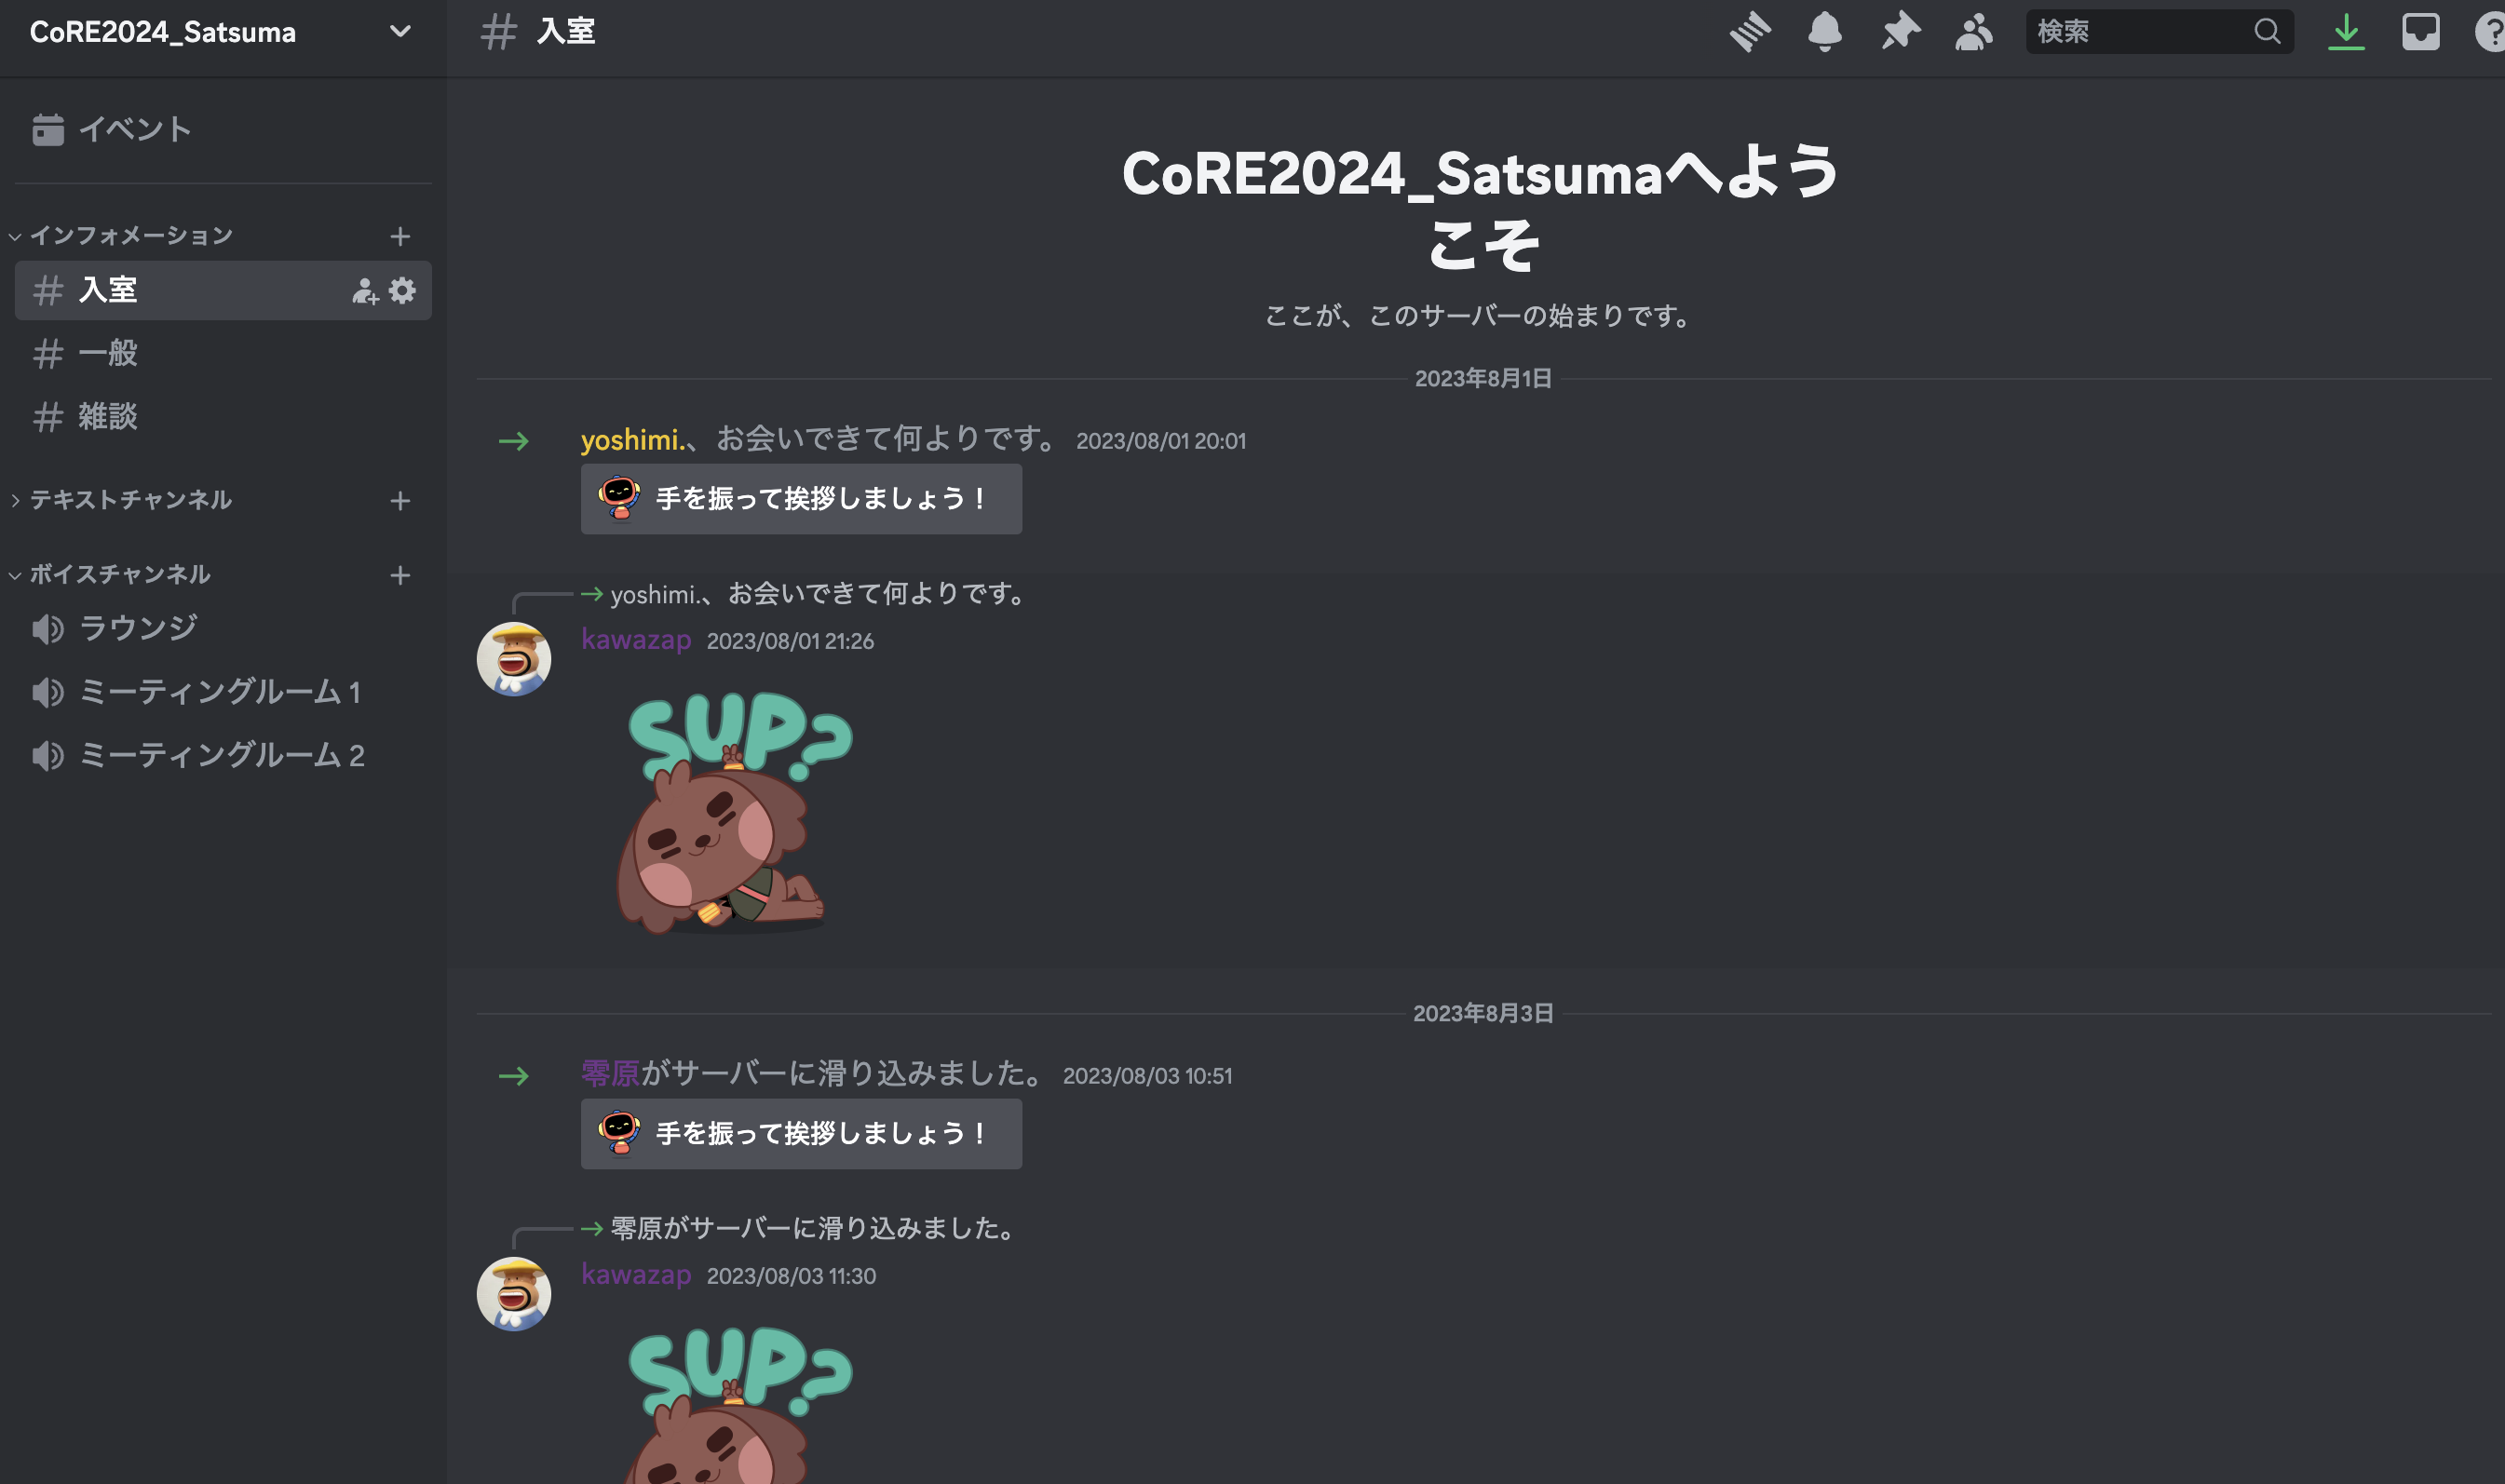 CoRE2024_Satsuma
入室
検索
イベント
インフォメーション
入室
一般
雑談
テキストチャンネル
ボイスチャンネル
ラウンジ
ミーティングルーム 1
ミーティングルーム 2
CoRE2024_Satsumaへよう
こそ
ここが、このサーバーの始まりです。
2023年8月1日
yoshimi.、お会いできて何よりです。 2023/08/01 20:01
手を振って挨拶しましょう！
yoshimi.、お会いできて何よりです。
kawazap 2023/08/01 21:26
SUP?
2023年8月3日
零原がサーバーに滑り込みました。 2023/08/03 10:51
手を振って挨拶しましょう！
零原がサーバーに滑り込みました。
kawazap 2023/08/03 11:30
SUP?